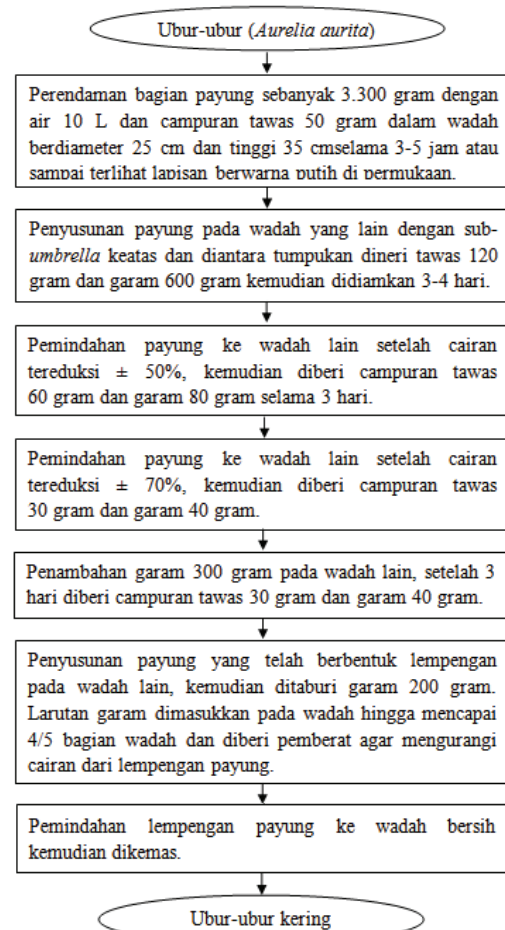 Ubur-ubur (Aurelia aurita)
Perendaman bagian payung sebanyak 3.300 gram dengan
air 10 L dan campuran tawas 50 gram dalam wadah
berdiameter 25 cm dan tinggi 35 cmselama 3-5 jam atau
sampai terlihat lapisan berwarna putih di permukaan.
Penyusunan payung pada wadah yang lain dengan sub-
umbrella keatas dan diantara tumpukan dineri tawas 120
gram dan garam 600 gram kemudian didiamkan 3-4 hari.
Pemindahan payung ke wadah lain setelah cairan
tereduksi ± 50%, kemudian diberi campuran tawas
60 gram dan garam 80 gram selama 3 hari.
Pemindahan payung ke wadah lain setelah cairan
tereduksi ± 70%, kemudian diberi campuran tawas
30 gram dan garam 40 gram.
Penambahan garam 300 gram pada wadah lain, setelah 3
hari diberi campuran tawas 30 gram dan garam 40 gram.
Penyusunan payung yang telah berbentuk lempengan
pada wadah lain, kemudian ditaburi garam 200 gram.
Larutan garam dimasukkan pada wadah hingga mencapai
4/5 bagian wadah dan diberi pemberat agar mengurangi
cairan dari lempengan payung.
Pemindahan lempengan payung ke wadah bersih
kemudian dikemas.
Ubur-ubur kering